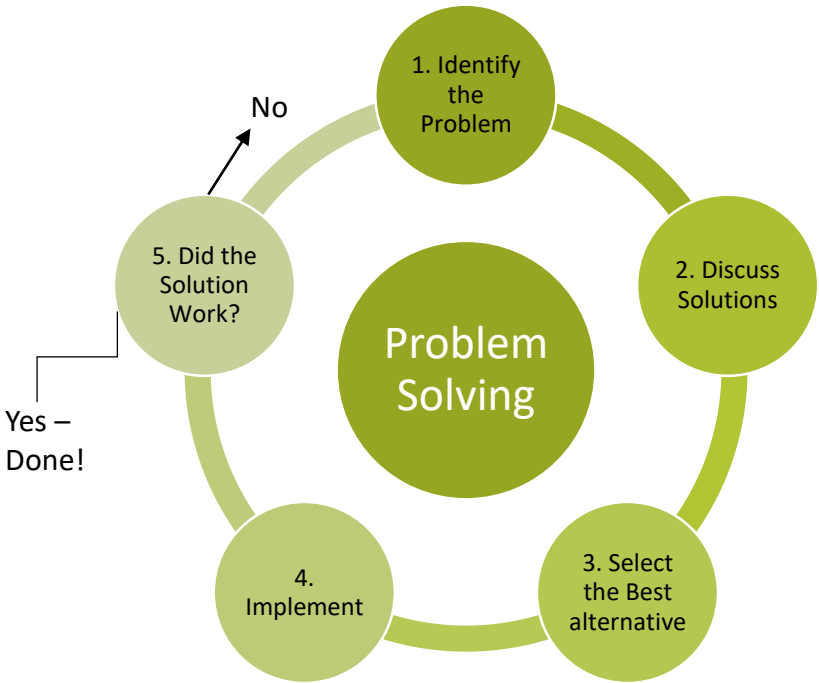 1. Identify
the
Problem
No
5. Did the
Solution
Work?
2. Discuss
Solutions
Problem
Solving
Yes –
Done!
3. Select
the Best
alternative
4.
Implement